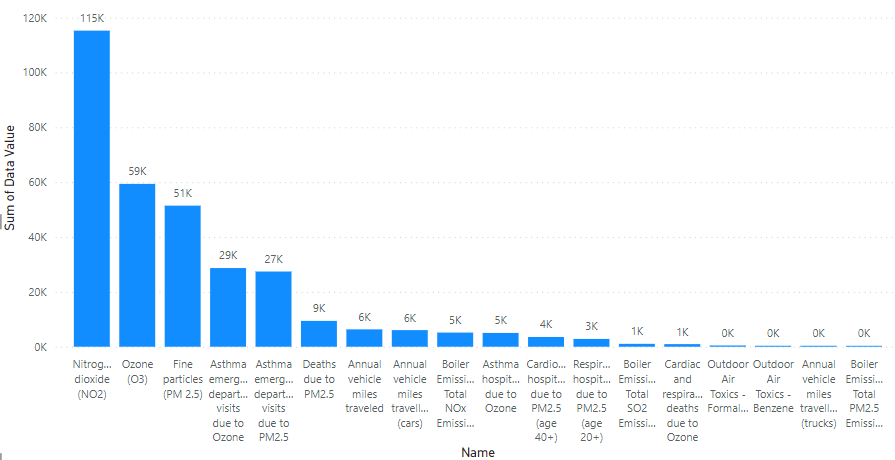 120K
100K
80K
60K
40K
20K
0K
Sum of Data Value
115K
59K
51K
29K
27K
9K
6K
6K
5K
5K
4K
3K
1K
1K
0K
0K
0K
0K
Nitrog...
dioxide
(NO2)
Ozone
(O3)
Fine
particles
(PM 2.5)
Asthma
emerg...
depart...
visits
due to
Ozone
Asthma
emerg...
depart...
visits
due to
PM2.5
Deaths
due to
PM2.5
Annual
vehicle
miles
traveled
Annual
vehicle
miles
travell...
(cars)
Boiler
Emissi...
Total
NOx
Emissi...
Asthma
hospit...
due to
Ozone
Cardio...
hospit...
due to
PM2.5
(age
40+)
Respir...
hospit...
due to
PM2.5
(age
20+)
Boiler
Emissi...
Total
SO2
Emissi...
Cardiac
and
respira...
deaths
due to
Ozone
Outdoor
Air
Toxics -
Formal...
Outdoor
Air
Toxics -
Benzene
Annual
vehicle
miles
travell...
(trucks)
Boiler
Emissi...
Total
PM2.5
Emissi...
Name